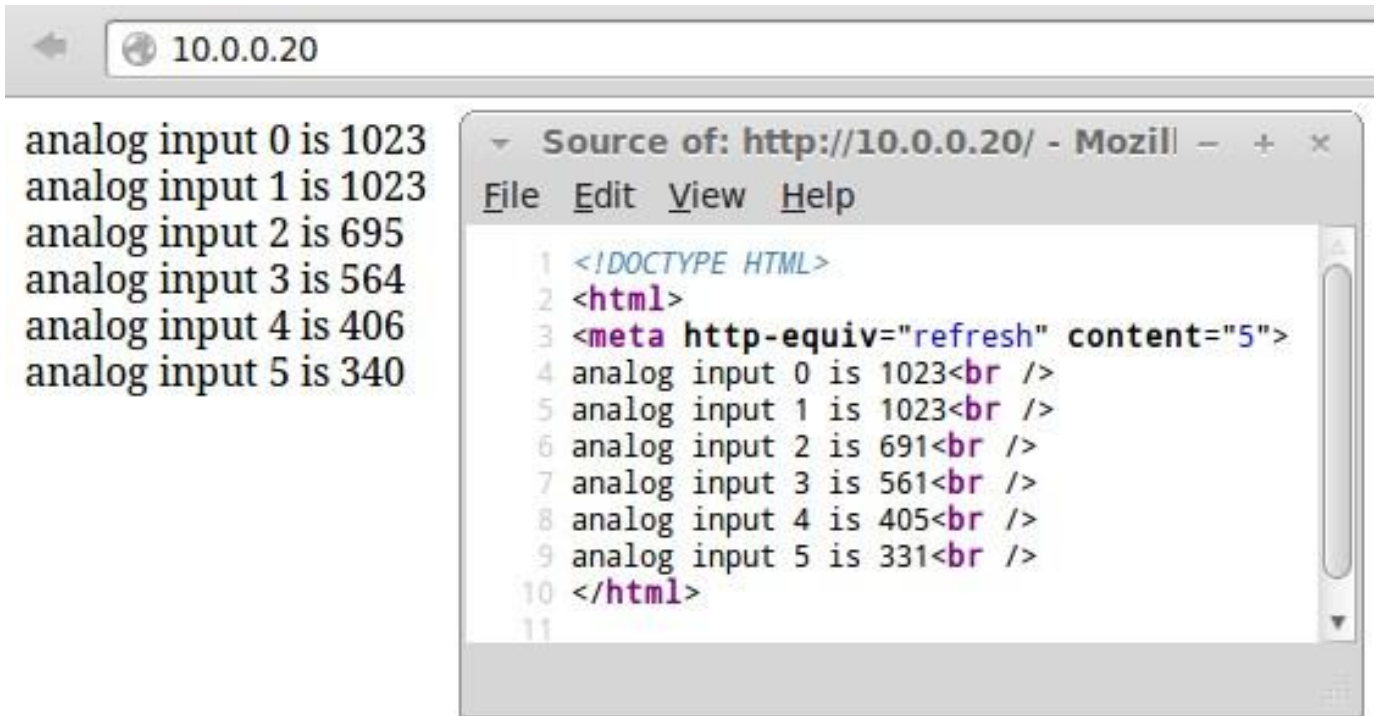 10.0.0.20
analog input 0 is 1023
analog input 1 is 1023
analog input 2 is 695
analog input 3 is 564
analog input 4 is 406
analog input 5 is 340
Source of: http://10.0.0.20/ - Mozill
File Edit View Help
1 <!DOCTYPE HTML>
2 <html>
3 <meta http-equiv="refresh" content="5">
4 analog input 0 is 1023<br />
5 analog input 1 is 1023<br />
6 analog input 2 is 691<br />
7 analog input 3 is 561<br />
8 analog input 4 is 405<br />
9 analog input 5 is 331<br />
10 </html>
11